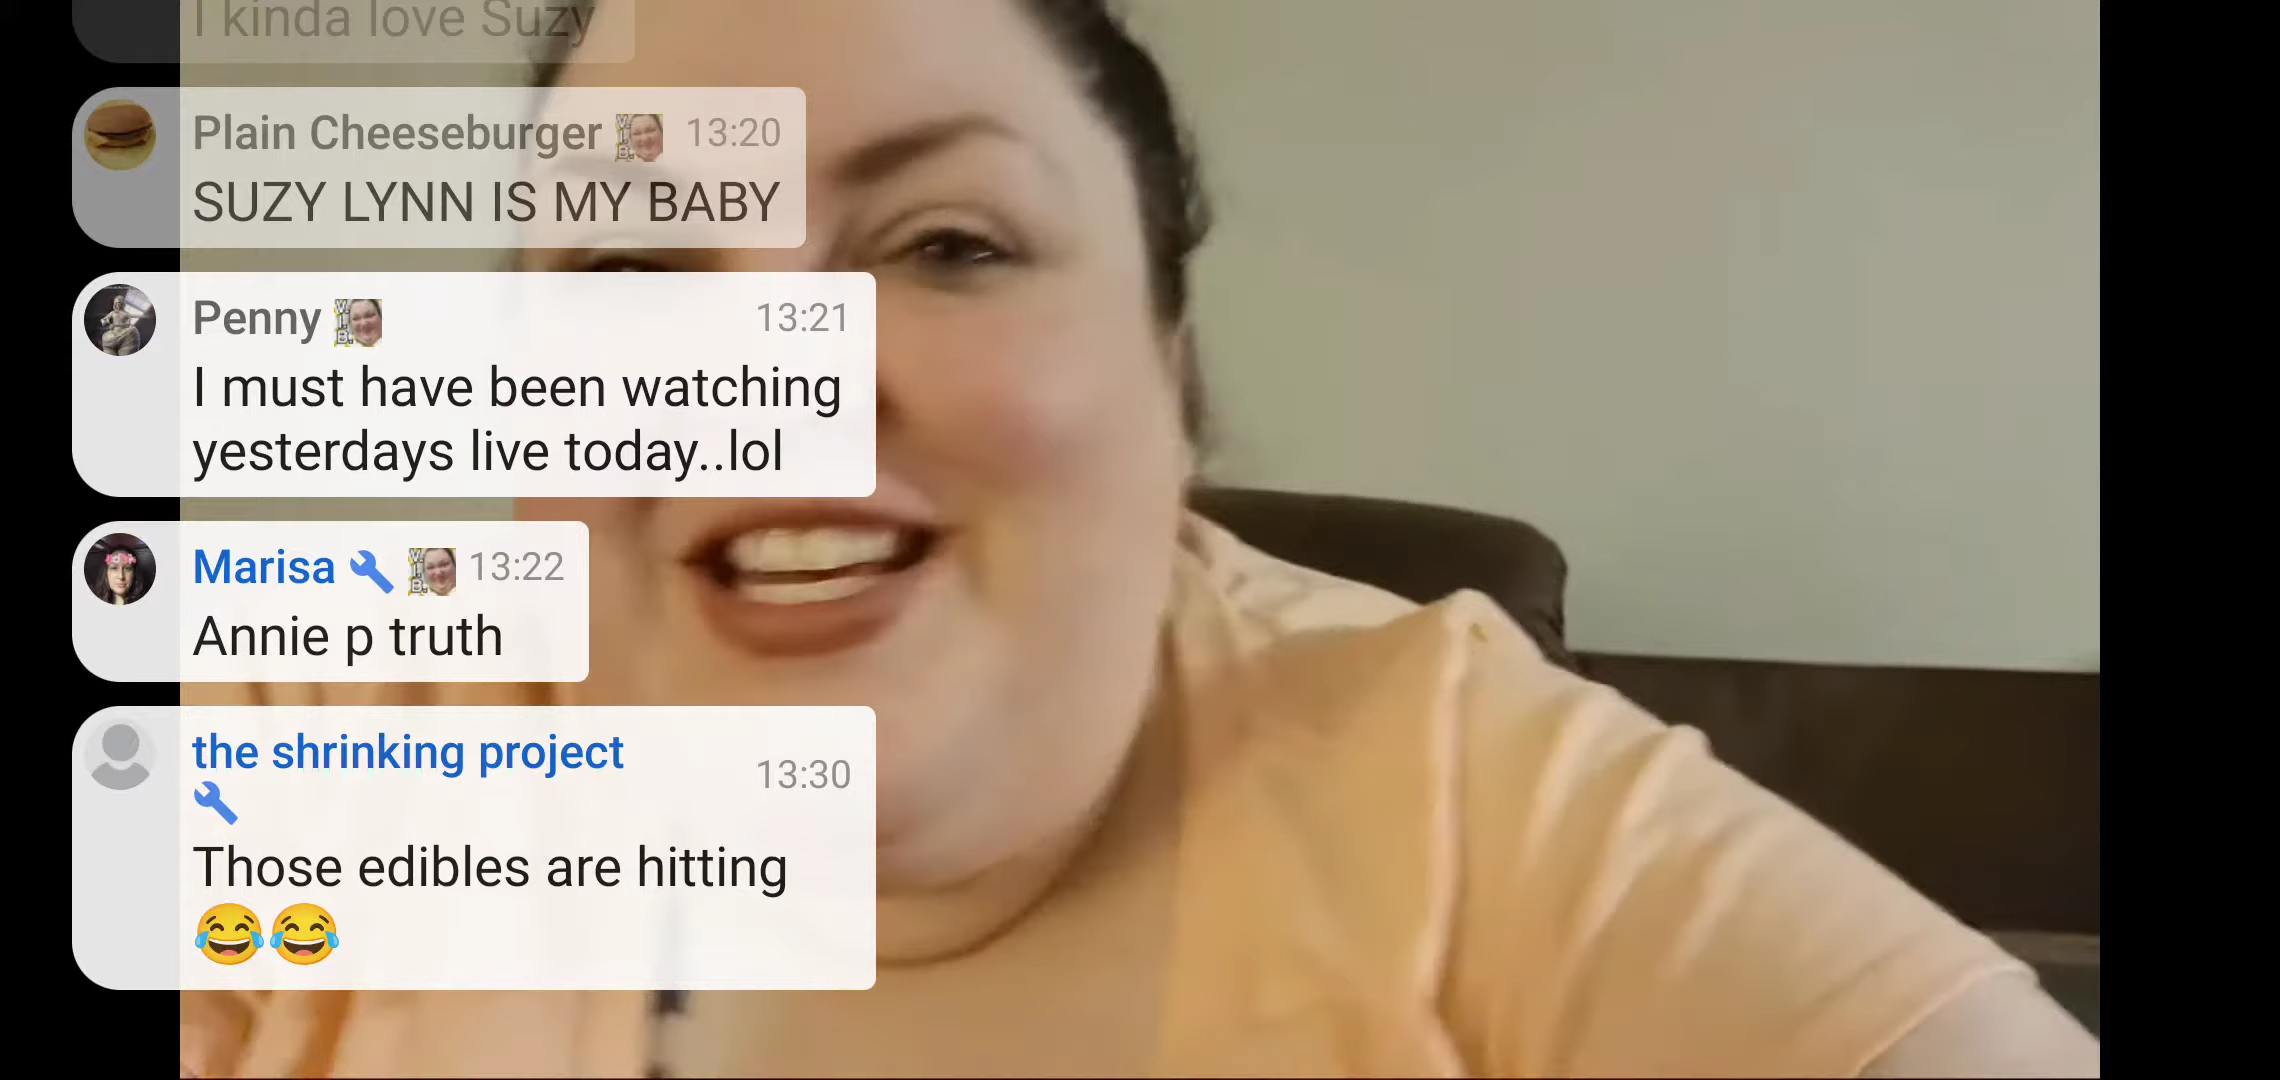 I kinda love Suzy
Plain Cheeseburger 13:20
SUZY LYNN IS MY BABY
Penny 13:21
I must have been watching
yesterdays live today..lol
Marisa 13:22
Annie p truth
the shrinking project
13:30
Those edibles are hitting
😂😂